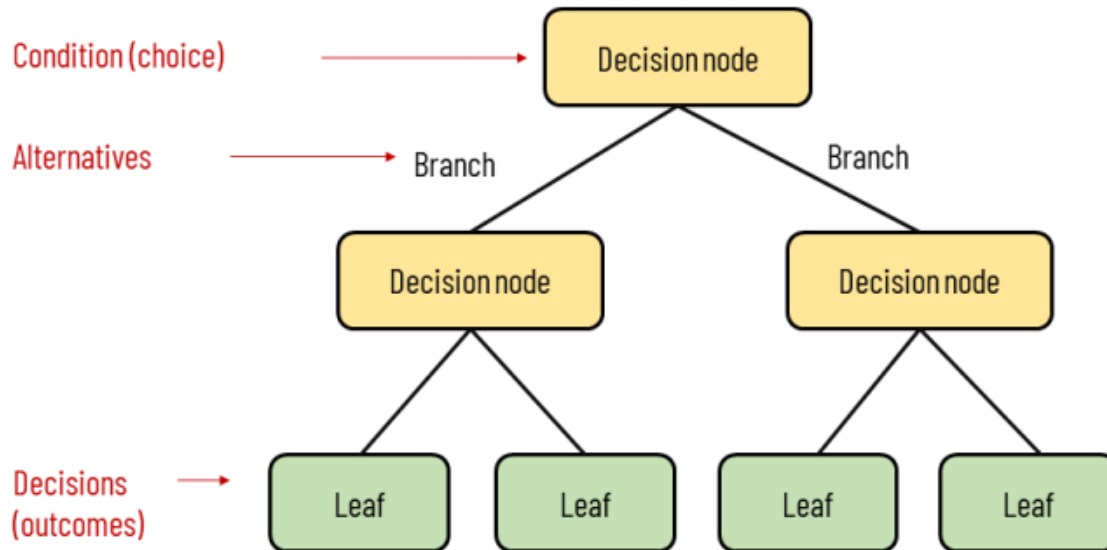 Condition (choice)
Decision node
Alternatives
Branch
Branch
Decision node
Decision node
Decisions
(outcomes)
Leaf
Leaf
Leaf
Leaf